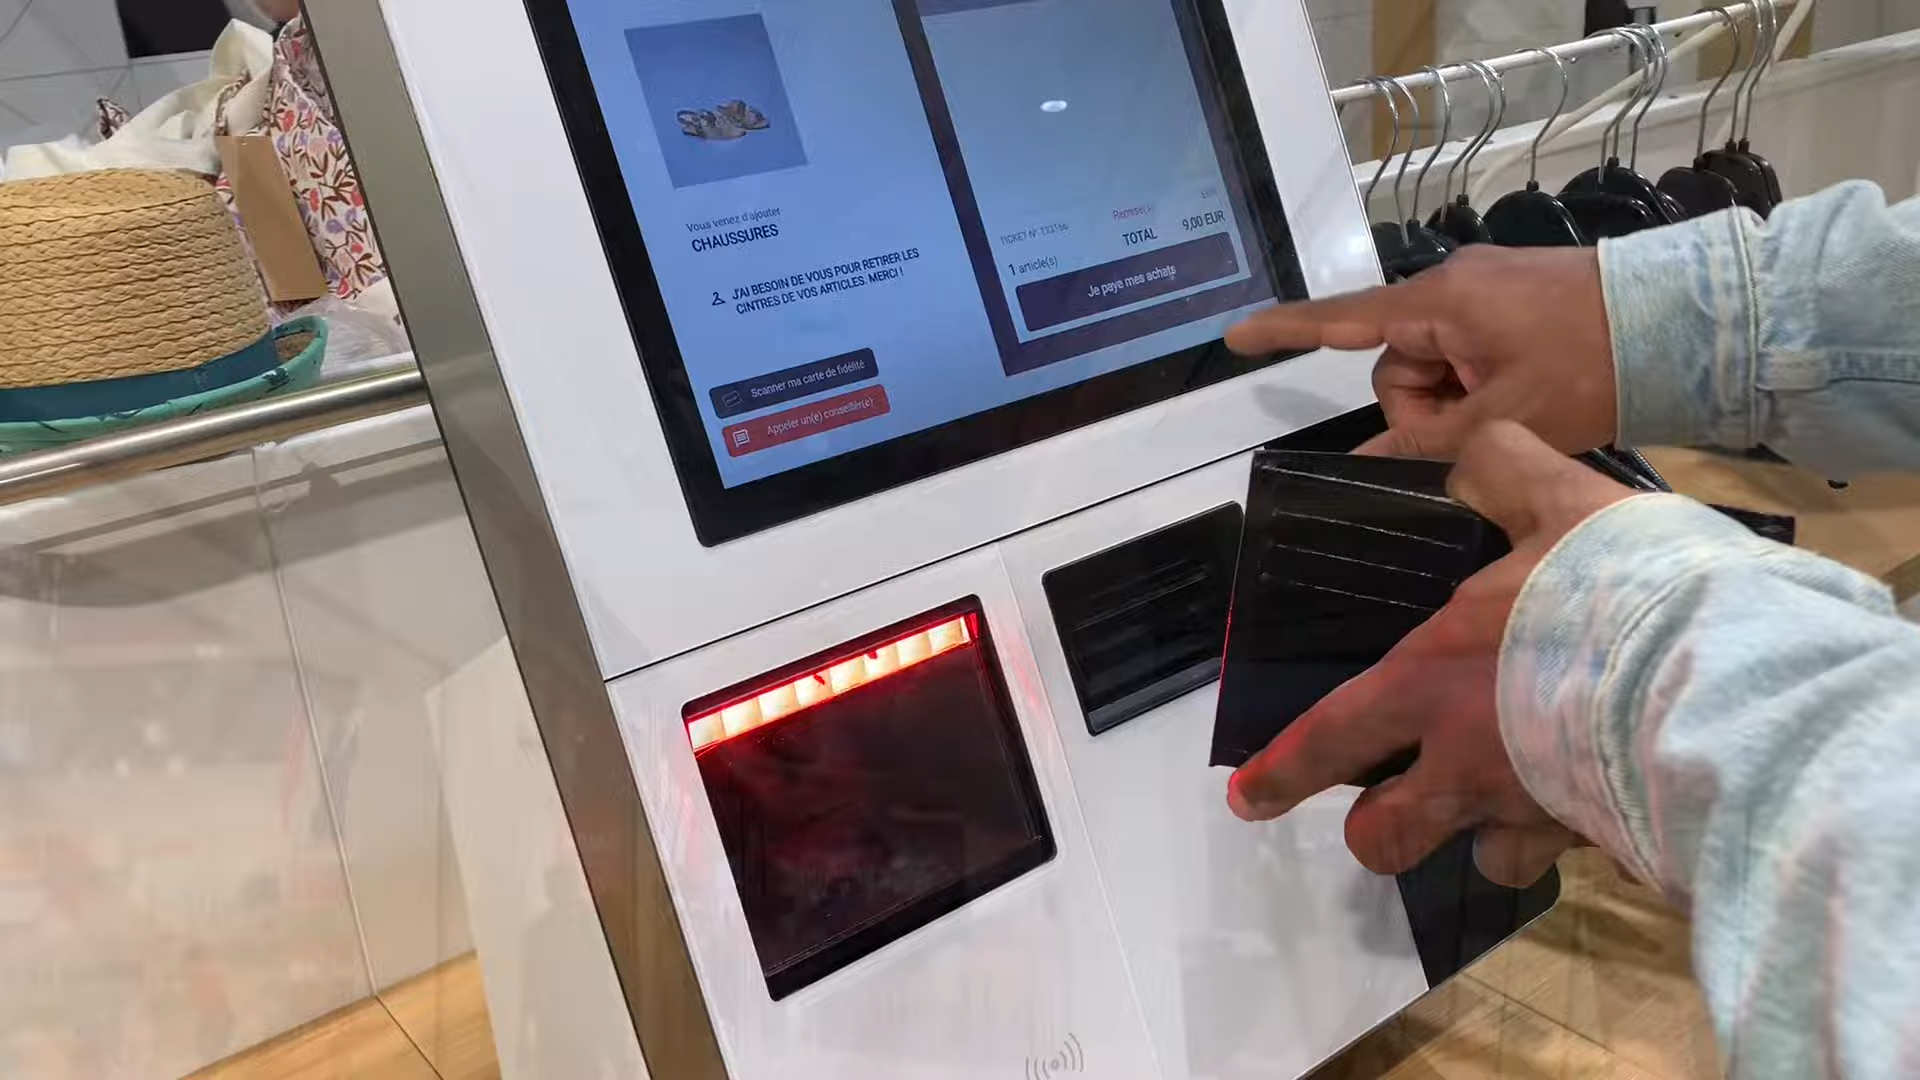 Vous venez d'ajouter
CHAUSSURES
J'AI BESOIN DE VOUS POUR RETIRER LES
CINTRES DE VOS ARTICLES. MERCI !
Scanner ma carte de fidélité
Appeler un(e) conseiller(e)
TICKET N°
1 article(s)
TOTAL
9,00 EUR
Je paye mes achats